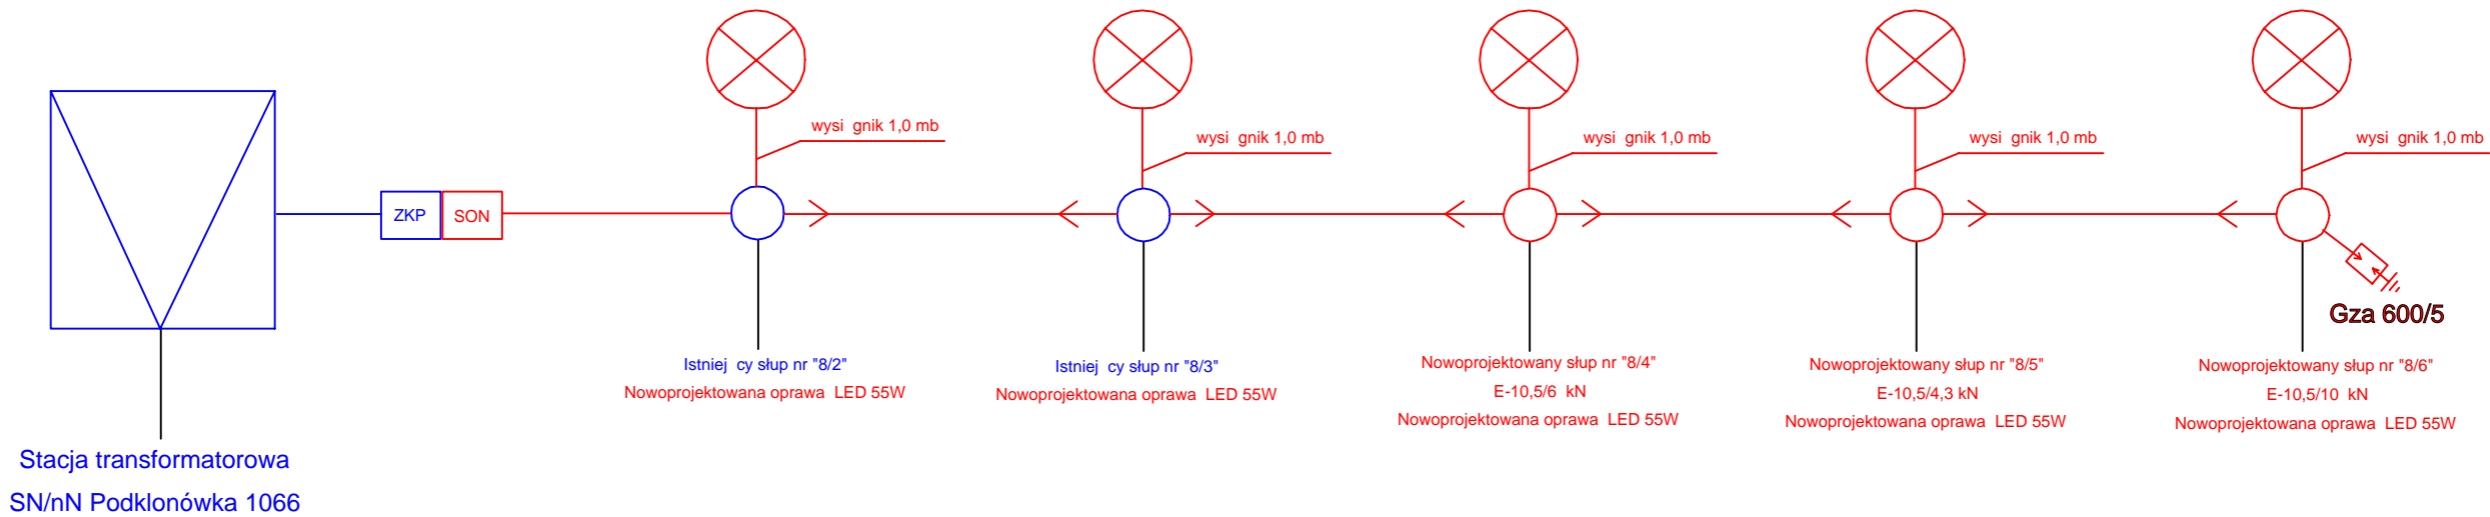 wysi gnik 1,0 mb
wysi gnik 1,0 mb
wysi gnik 1,0 mb
wysi gnik 1,0 mb
wysi gnik 1,0 mb
ZKP
SON
Gza 600/5
Istniej cy słup nr "8/2"
Nowoprojektowana oprawa LED 55W
Istniej cy słup nr "8/3"
Nowoprojektowana oprawa LED 55W
Nowoprojektowany słup nr "8/4"
E-10,5/6 kN
Nowoprojektowana oprawa LED 55W
Nowoprojektowany słup nr "8/5"
E-10,5/4,3 kN
Nowoprojektowana oprawa LED 55W
Nowoprojektowany słup nr "8/6"
E-10,5/10 kN
Nowoprojektowana oprawa LED 55W
Stacja transformatorowa
SN/nN Podklonówka 1066